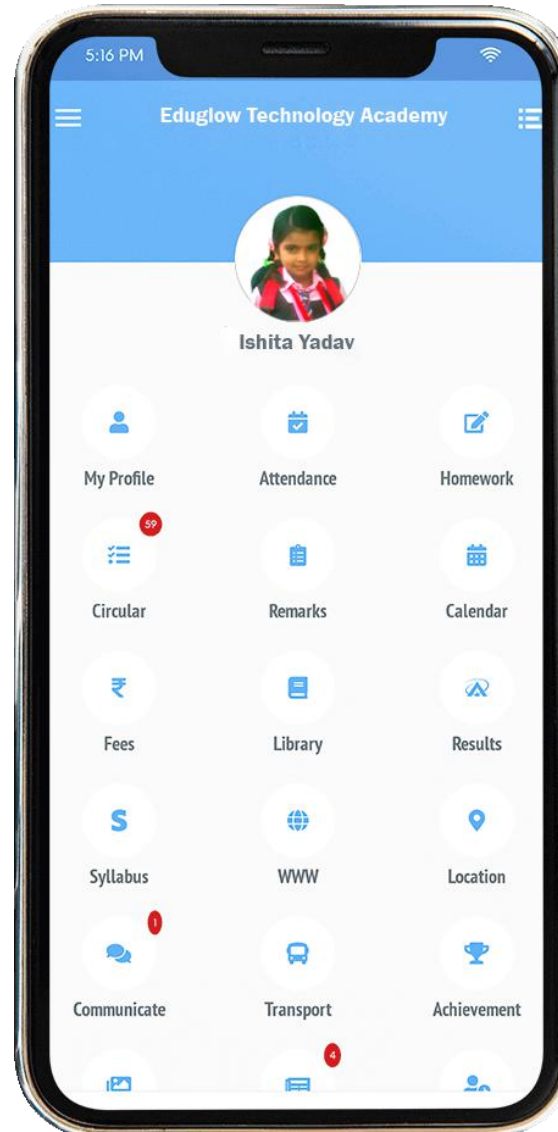 5:16 PM
Eduglow Technology Academy
Ishita Yadav
My Profile Attendance Homework
59
Circular Remarks Calendar
₹
Fees Library Results
S
Syllabus WWW Location
1
Communicate Transport Achievement
4